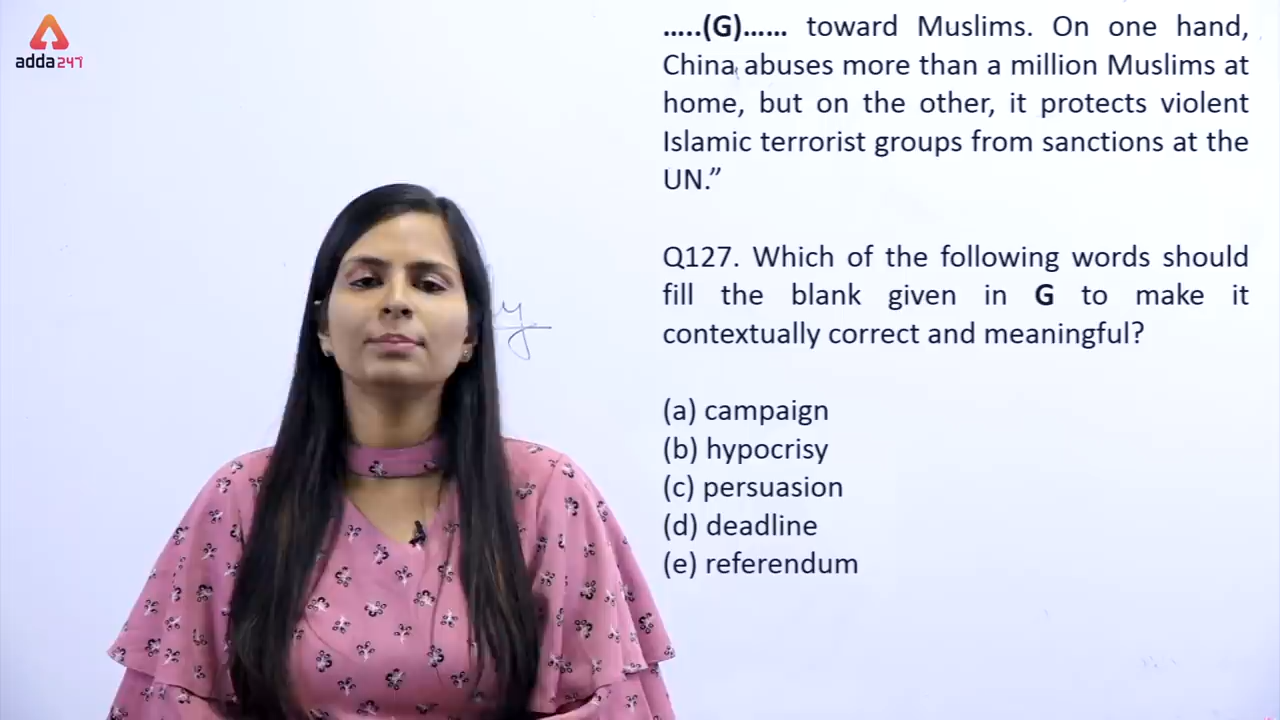 adda247
.....(G)...... toward Muslims. On one hand,
China abuses more than a million Muslims at
home, but on the other, it protects violent
Islamic terrorist groups from sanctions at the
UN.”
Q127. Which of the following words should
fill the blank given in G to make it
contextually correct and meaningful?
(a) campaign
(b) hypocrisy
(c) persuasion
(d) deadline
(e) referendum